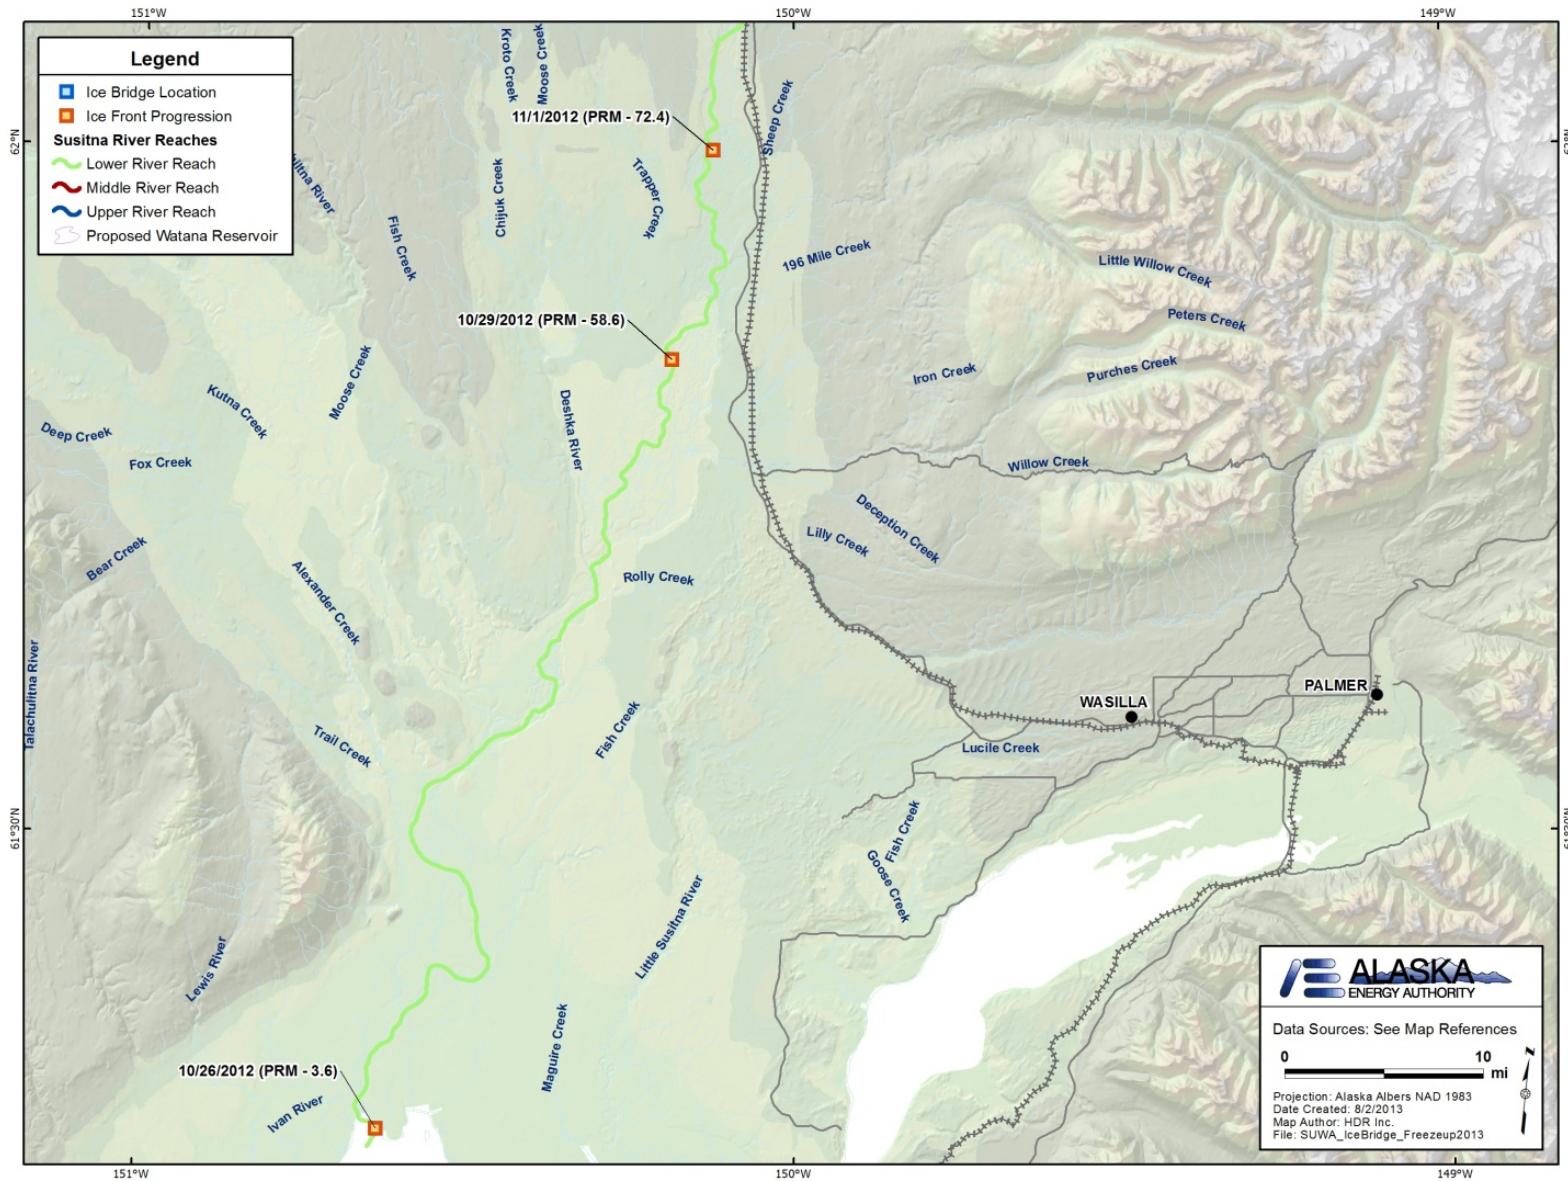 151°W
150°W
149°W
Legend
Ice Bridge Location
Ice Front Progression
Susitna River Reaches
Lower River Reach
Middle River Reach
Upper River Reach
Proposed Watana Reservoir
Kroto Creek
Moose Creek
11/1/2012 (PRM - 72.4)
Sheep Creek
62°N
River
Fish Creek
Chijuk Creek
Trapper Creek
196 Mile Creek
Little Willow Creek
Peters Creek
10/29/2012 (PRM - 58.6)
Purches Creek
Iron Creek
Moose Creek
Kutna Creek
Deshka River
Deep Creek
Fox Creek
Willow Creek
Deception Creek
Lilly Creek
Bear Creek
Alexander Creek
Rolly Creek
Talachulitna River
PALMER
WASILLA
Trail Creek
Fish Creek
Lucile Creek
61°30'N
Fish Creek
Goose Creek
Little Susitna River
Lewis River
Maguire Creek
10/26/2012 (PRM - 3.6)
Ivan River
ALASKA
ENERGY AUTHORITY
Data Sources: See Map References
0 10
mi
N
Projection: Alaska Albers NAD 1983
Date Created: 8/2/2013
Map Author: HDR Inc.
File: SUWA_IceBridge_Freezeup2013
151°W
150°W
149°W